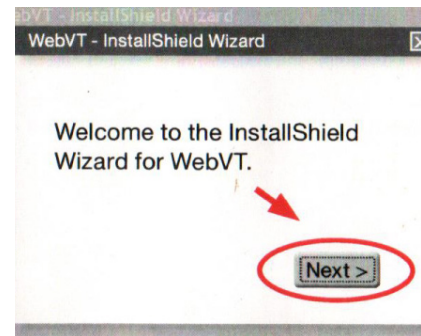 WebVT - InstallShield Wizard
WebVT - InstallShield Wizard
Welcome to the InstallShield
Wizard for WebVT.
Next >